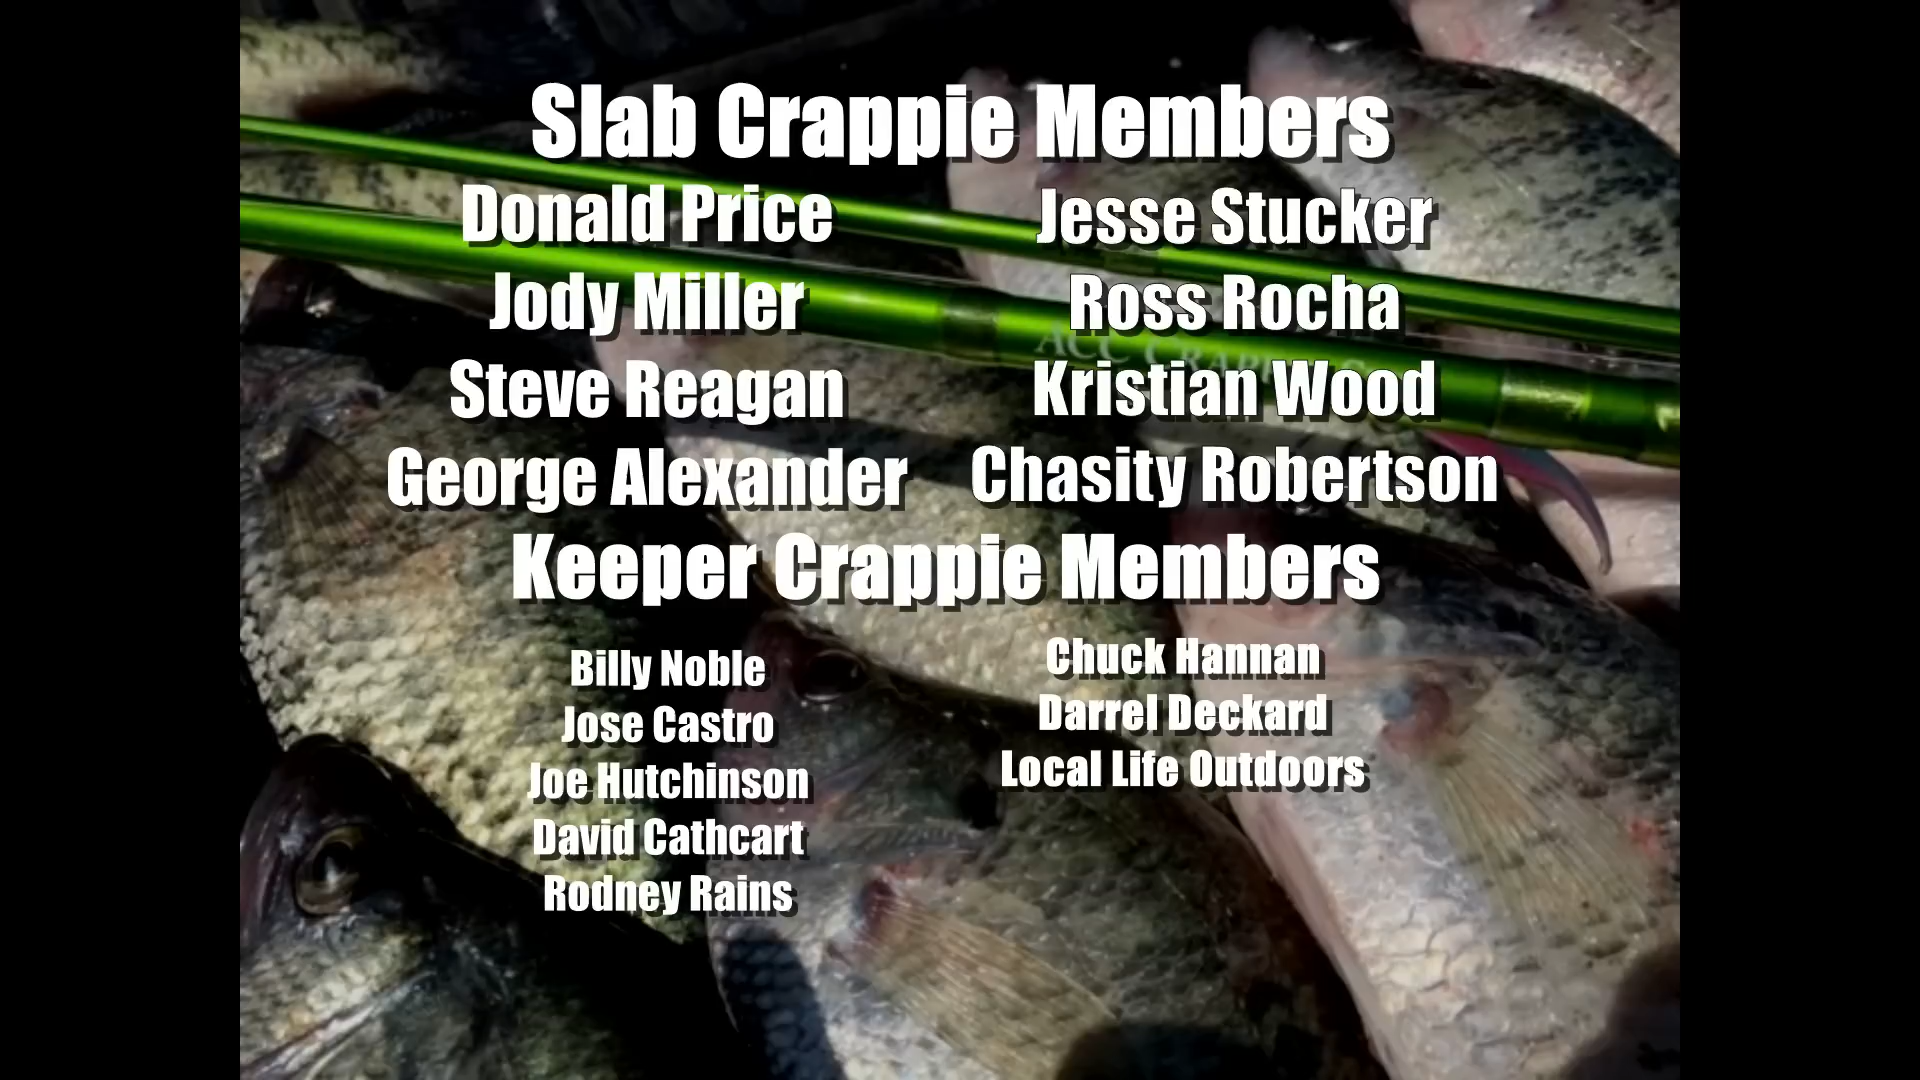 Slab Crappie Members
Donald Price
Jody Miller
Steve Reagan
George Alexander
Jesse Stucker
Ross Rocha
Kristian Wood
Chasity Robertson
ACC CRAPPIE
Keeper Crappie Members
Billy Noble
Jose Castro
Joe Hutchinson
David Cathcart
Rodney Rains
Chuck Hannan
Darrel Deckard
Local Life Outdoors